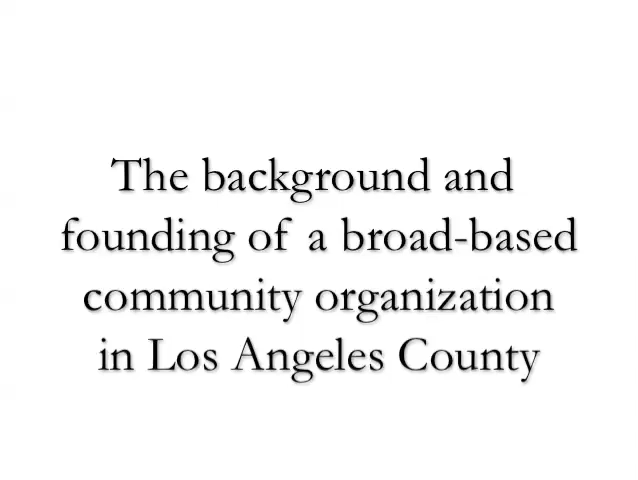 The background and
founding of a broad-based
community organization
in Los Angeles County